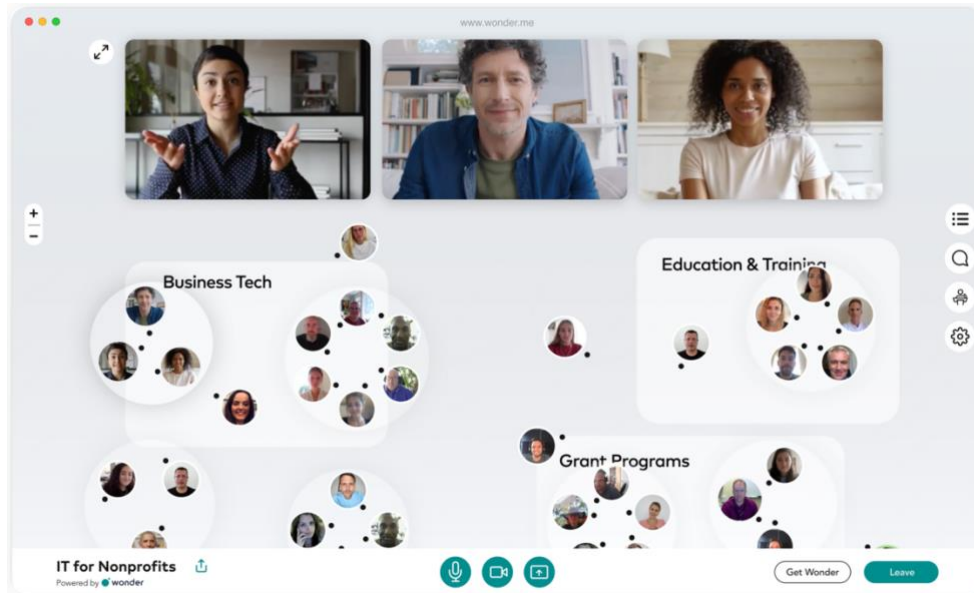 www.wonder.me
+
−
Business Tech
Education & Training
Grant Programs
IT for Nonprofits
Powered by wonder
Get Wonder
Leave